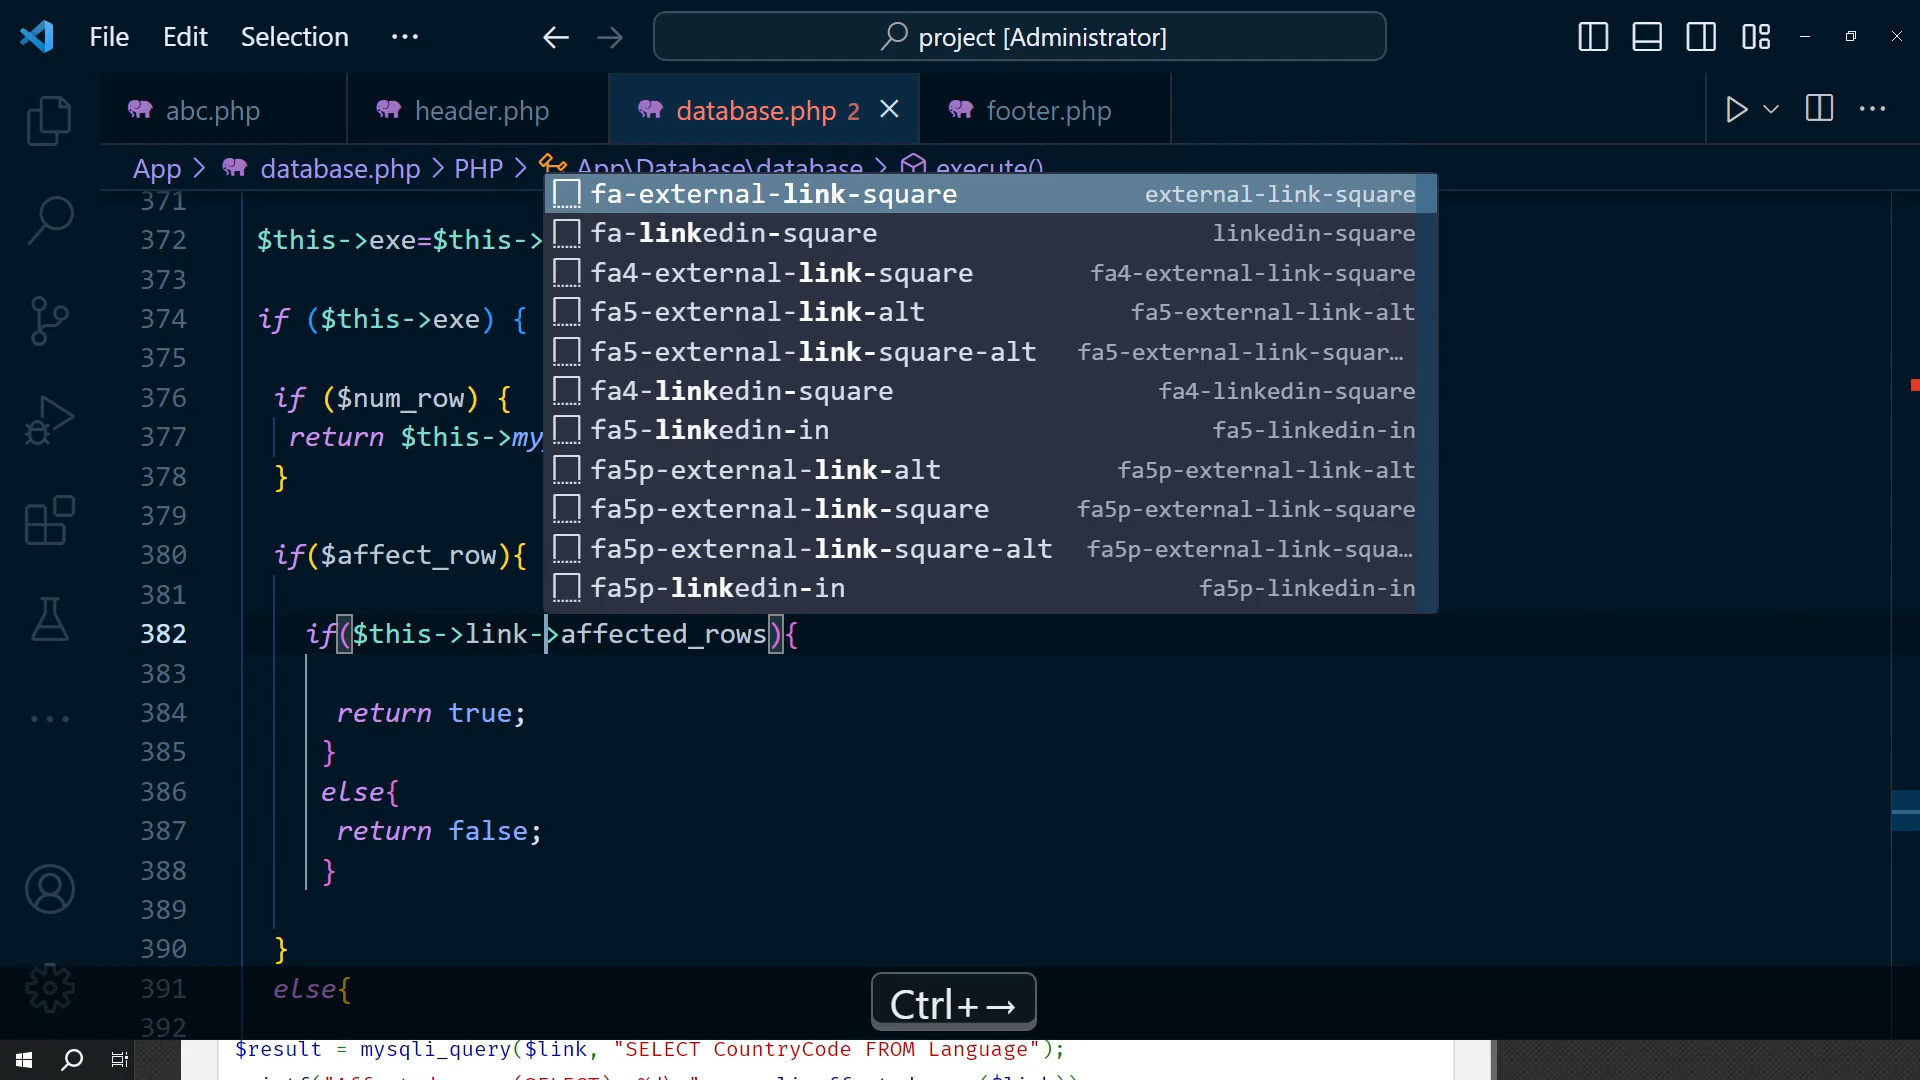 File Edit Selection ··· project [Administrator]
abc.php header.php database.php 2 footer.php
App > database.php > PHP > App\Database\database > execute()
371
372 $this->exe=$this->
373
374 if ($this->exe) {
375
376 if ($num_row) {
377 return $this->my
378 }
379
380 if($affect_row){
381
382 if($this->link->affected_rows){
383
384 return true;
385 }
386 else{
387 return false;
388 }
389
390 }
391 else{
392
fa-external-link-square external-link-square
fa-linkedin-square linkedin-square
fa4-external-link-square fa4-external-link-square
fa5-external-link-alt fa5-external-link-alt
fa5-external-link-square-alt fa5-external-link-squar…
fa4-linkedin-square fa4-linkedin-square
fa5-linkedin-in fa5-linkedin-in
fa5p-external-link-alt fa5p-external-link-alt
fa5p-external-link-square fa5p-external-link-square
fa5p-external-link-square-alt fa5p-external-link-squa…
fa5p-linkedin-in fa5p-linkedin-in
Ctrl+→
$result = mysqli_query($link, "SELECT CountryCode FROM Language");